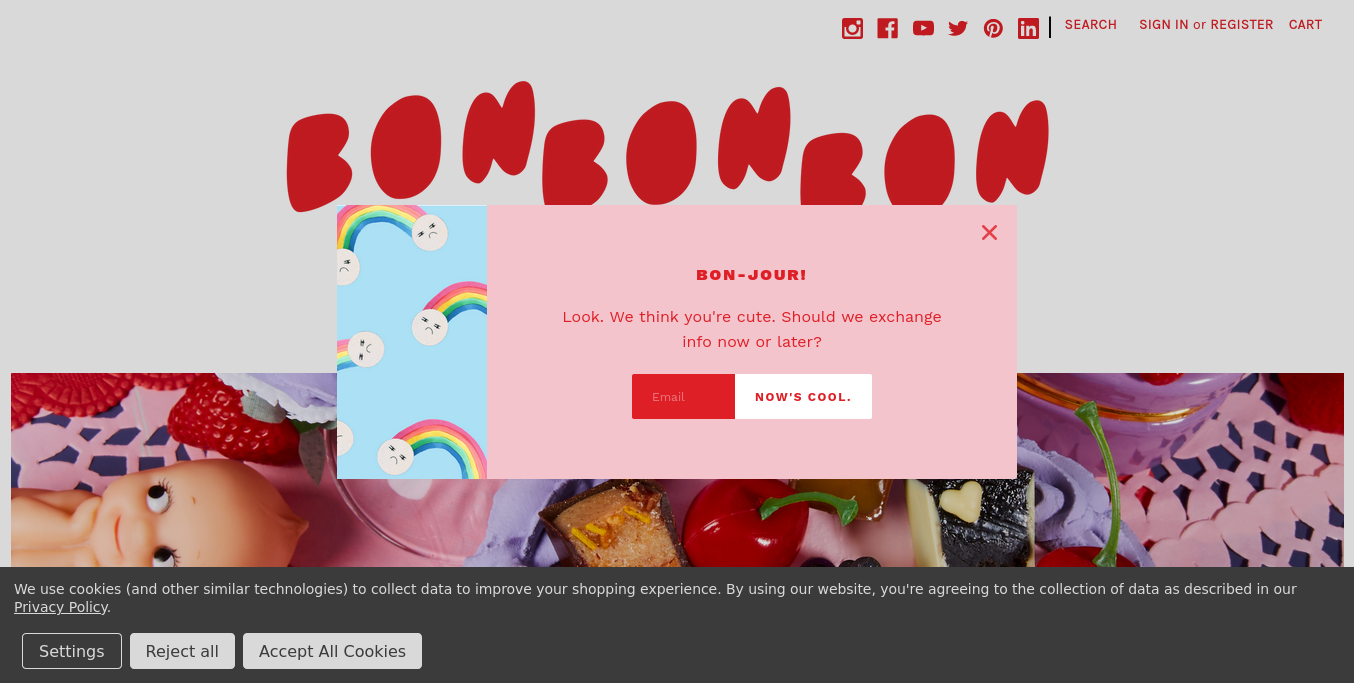 SEARCH SIGN IN or REGISTER CART
BONBONBON
BON-JOUR!
Look. We think you're cute. Should we exchange
info now or later?
Email NOW'S COOL.
We use cookies (and other similar technologies) to collect data to improve your shopping experience. By using our website, you're agreeing to the collection of data as described in our
Privacy Policy.
Settings Reject all Accept All Cookies